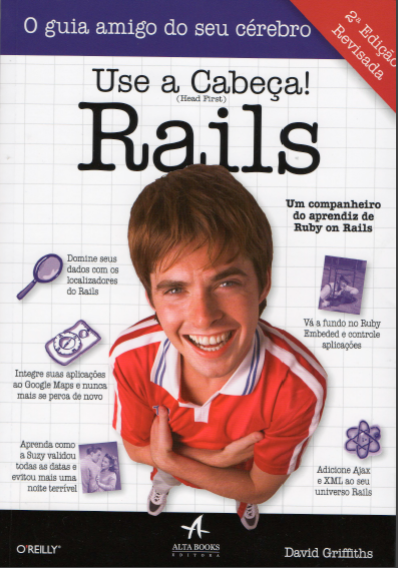 O guia amigo do seu cérebro
2ª Edição
Revisada
Use a Cabeça!
(Head First)
Rails
Um companheiro
do aprendiz de
Ruby on Rails
Domine seus
dados com os
localizadores
do Rails
Vá a fundo no Ruby
Embeded e controle
aplicações
Integre suas aplicações
ao Google Maps e nunca
mais se perca de novo
Aprenda como
a Suzy validou
todas as datas e
evitou mais uma
noite terrível
Adicione Ajax
e XML ao seu
universo Rails
O'REILLY®
ALTA BOOKS
EDITORA
David Griffiths